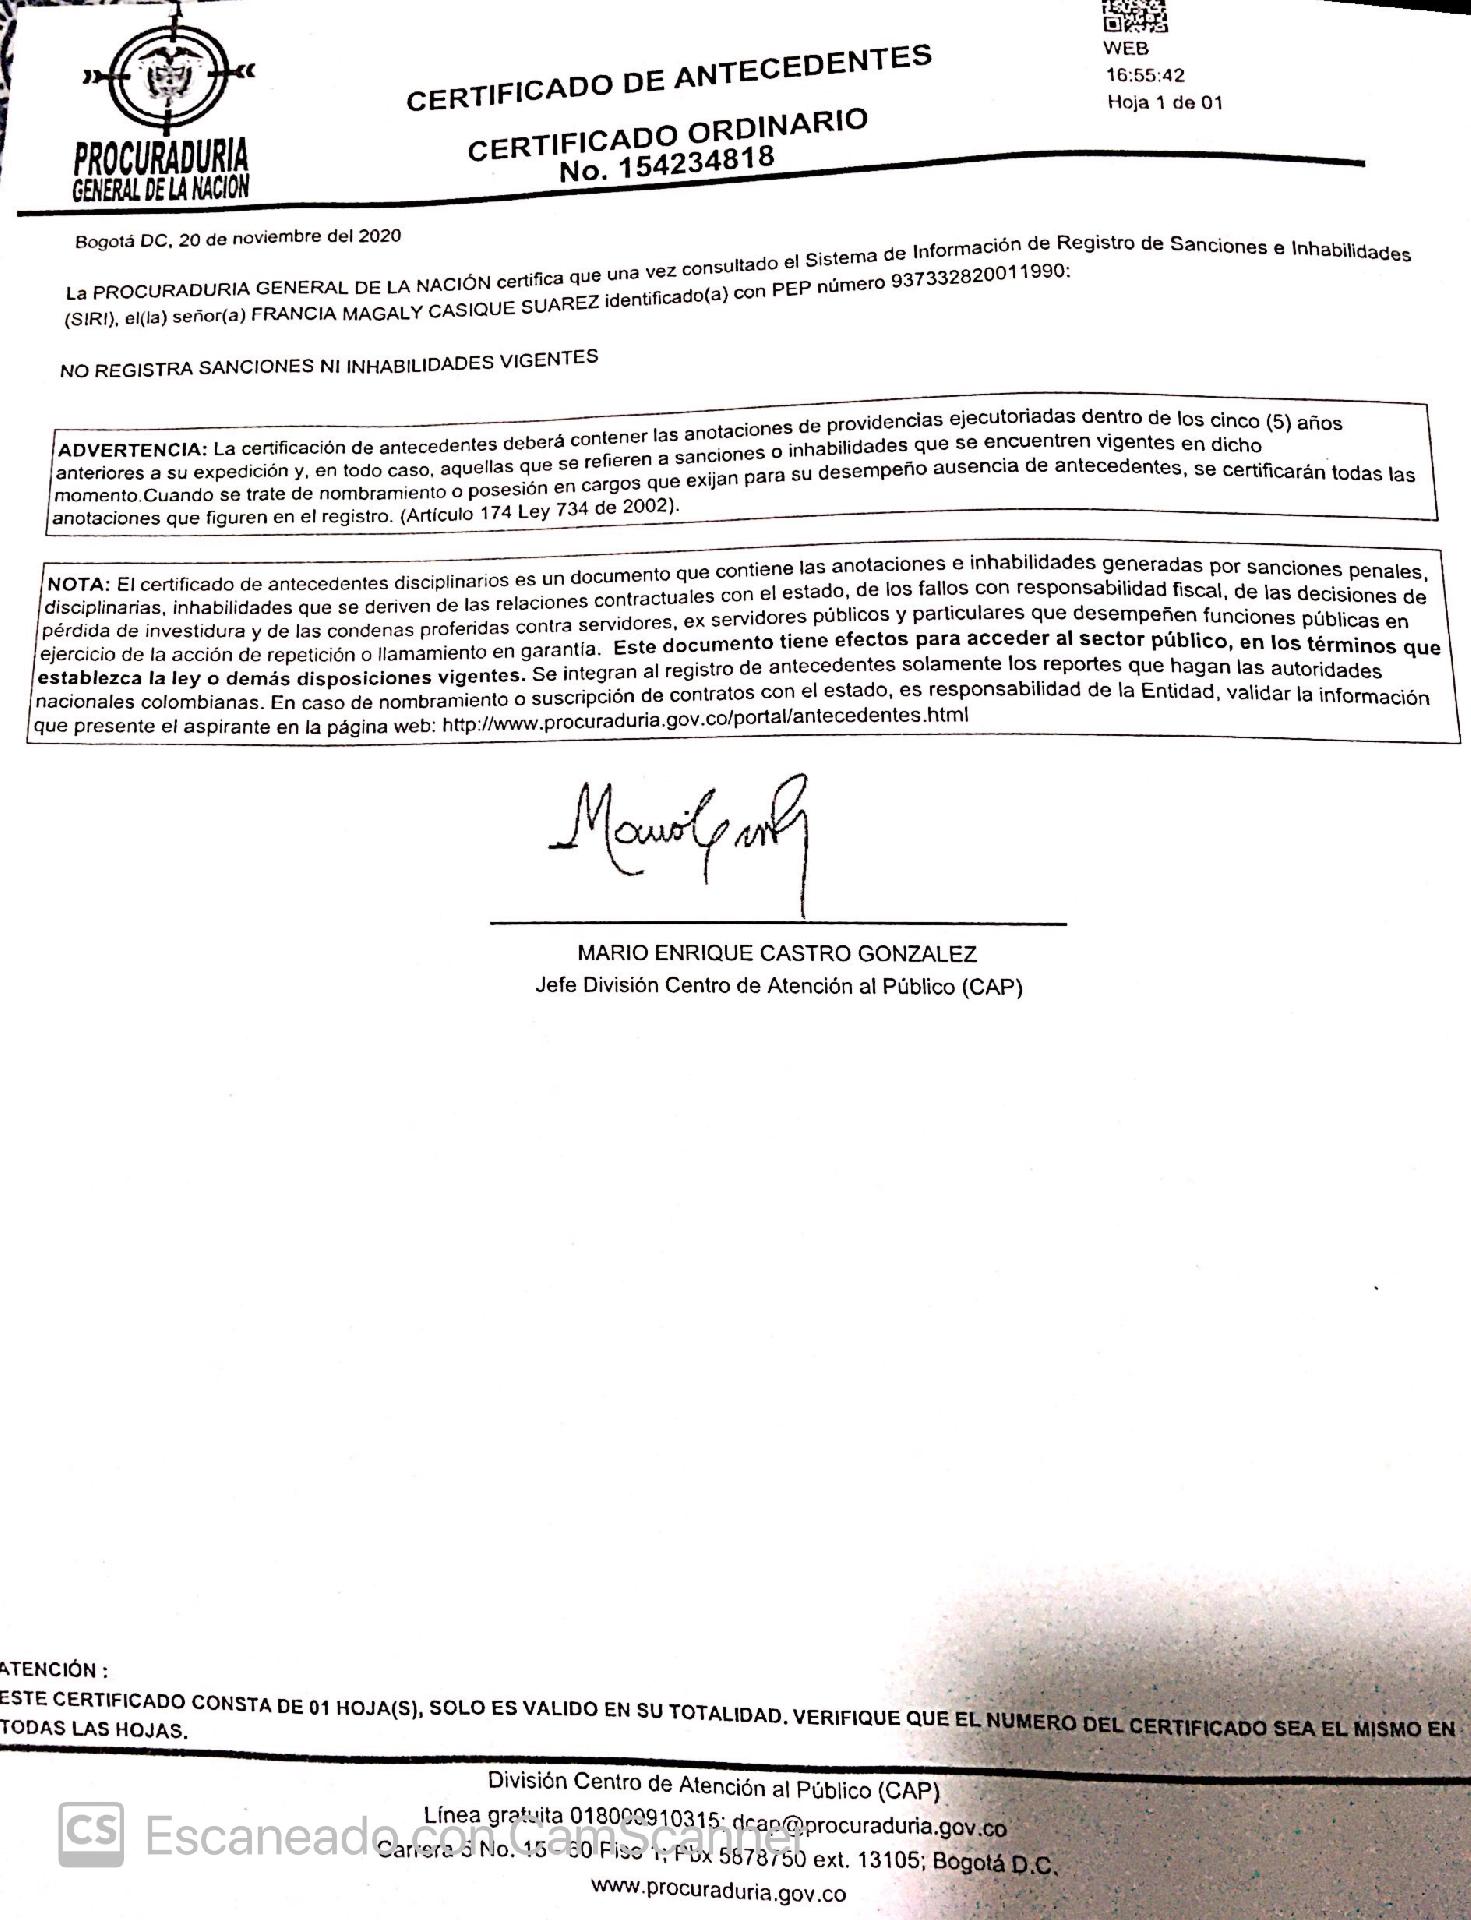 PROCURADURIA
GENERAL DE LA NACION
CERTIFICADO DE ANTECEDENTES
CERTIFICADO ORDINARIO
No. 154234818
WEB
16:55:42
Hoja 1 de 01
Bogotá DC, 20 de noviembre del 2020
La PROCURADURIA GENERAL DE LA NACIÓN certifica que una vez consultado el Sistema de Información de Registro de Sanciones e Inhabilidades
(SIRI), el(la) señor(a) FRANCIA MAGALY CASIQUE SUAREZ identificado(a) con PEP número 937332820011990:
NO REGISTRA SANCIONES NI INHABILIDADES VIGENTES
ADVERTENCIA: La certificación de antecedentes deberá contener las anotaciones de providencias ejecutoriadas dentro de los cinco (5) años
anteriores a su expedición y, en todo caso, aquellas que se refieren a sanciones o inhabilidades que se encuentren vigentes en dicho
momento.Cuando se trate de nombramiento o posesión en cargos que exijan para su desempeño ausencia de antecedentes, se certificarán todas las
anotaciones que figuren en el registro. (Artículo 174 Ley 734 de 2002).
NOTA: El certificado de antecedentes disciplinarios es un documento que contiene las anotaciones e inhabilidades generadas por sanciones penales,
disciplinarias, inhabilidades que se deriven de las relaciones contractuales con el estado, de los fallos con responsabilidad fiscal, de las decisiones de
pérdida de investidura y de las condenas proferidas contra servidores, ex servidores públicos y particulares que desempeñen funciones públicas en
ejercicio de la acción de repetición o llamamiento en garantía. Este documento tiene efectos para acceder al sector público, en los términos que
establezca la ley o demás disposiciones vigentes. Se integran al registro de antecedentes solamente los reportes que hagan las autoridades
nacionales colombianas. En caso de nombramiento o suscripción de contratos con el estado, es responsabilidad de la Entidad, validar la información
que presente el aspirante en la página web: http://www.procuraduria.gov.co/portal/antecedentes.html
MARIO ENRIQUE CASTRO GONZALEZ
Jefe División Centro de Atención al Público (CAP)
ATENCIÓN :
ESTE CERTIFICADO CONSTA DE 01 HOJA(S), SOLO ES VALIDO EN SU TOTALIDAD. VERIFIQUE QUE EL NUMERO DEL CERTIFICADO SEA EL MISMO EN
TODAS LAS HOJAS.
División Centro de Atención al Público (CAP)
Línea gratuita 018000910315; dcap@procuraduria.gov.co
Carrera 5 No. 15 - 60 Piso 1; Pbx 5878750 ext. 13105; Bogotá D.C.
www.procuraduria.gov.co
CS Escaneado con CamScanner